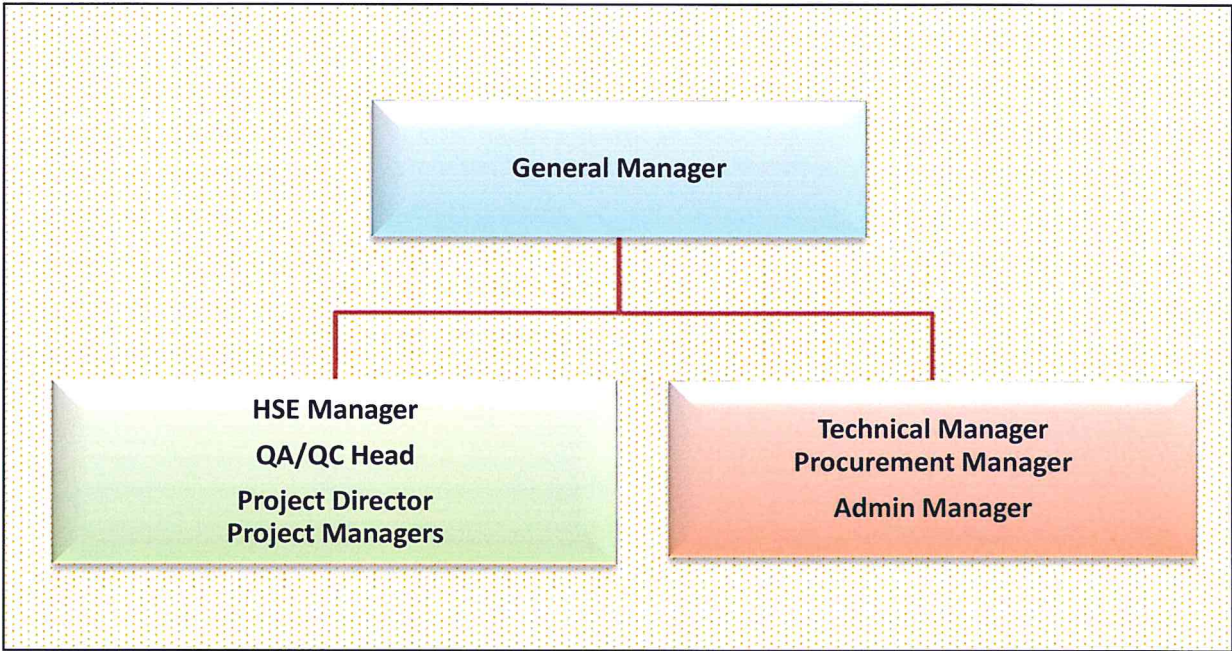 General Manager
HSE Manager
QA/QC Head
Project Director
Project Managers
Technical Manager
Procurement Manager
Admin Manager